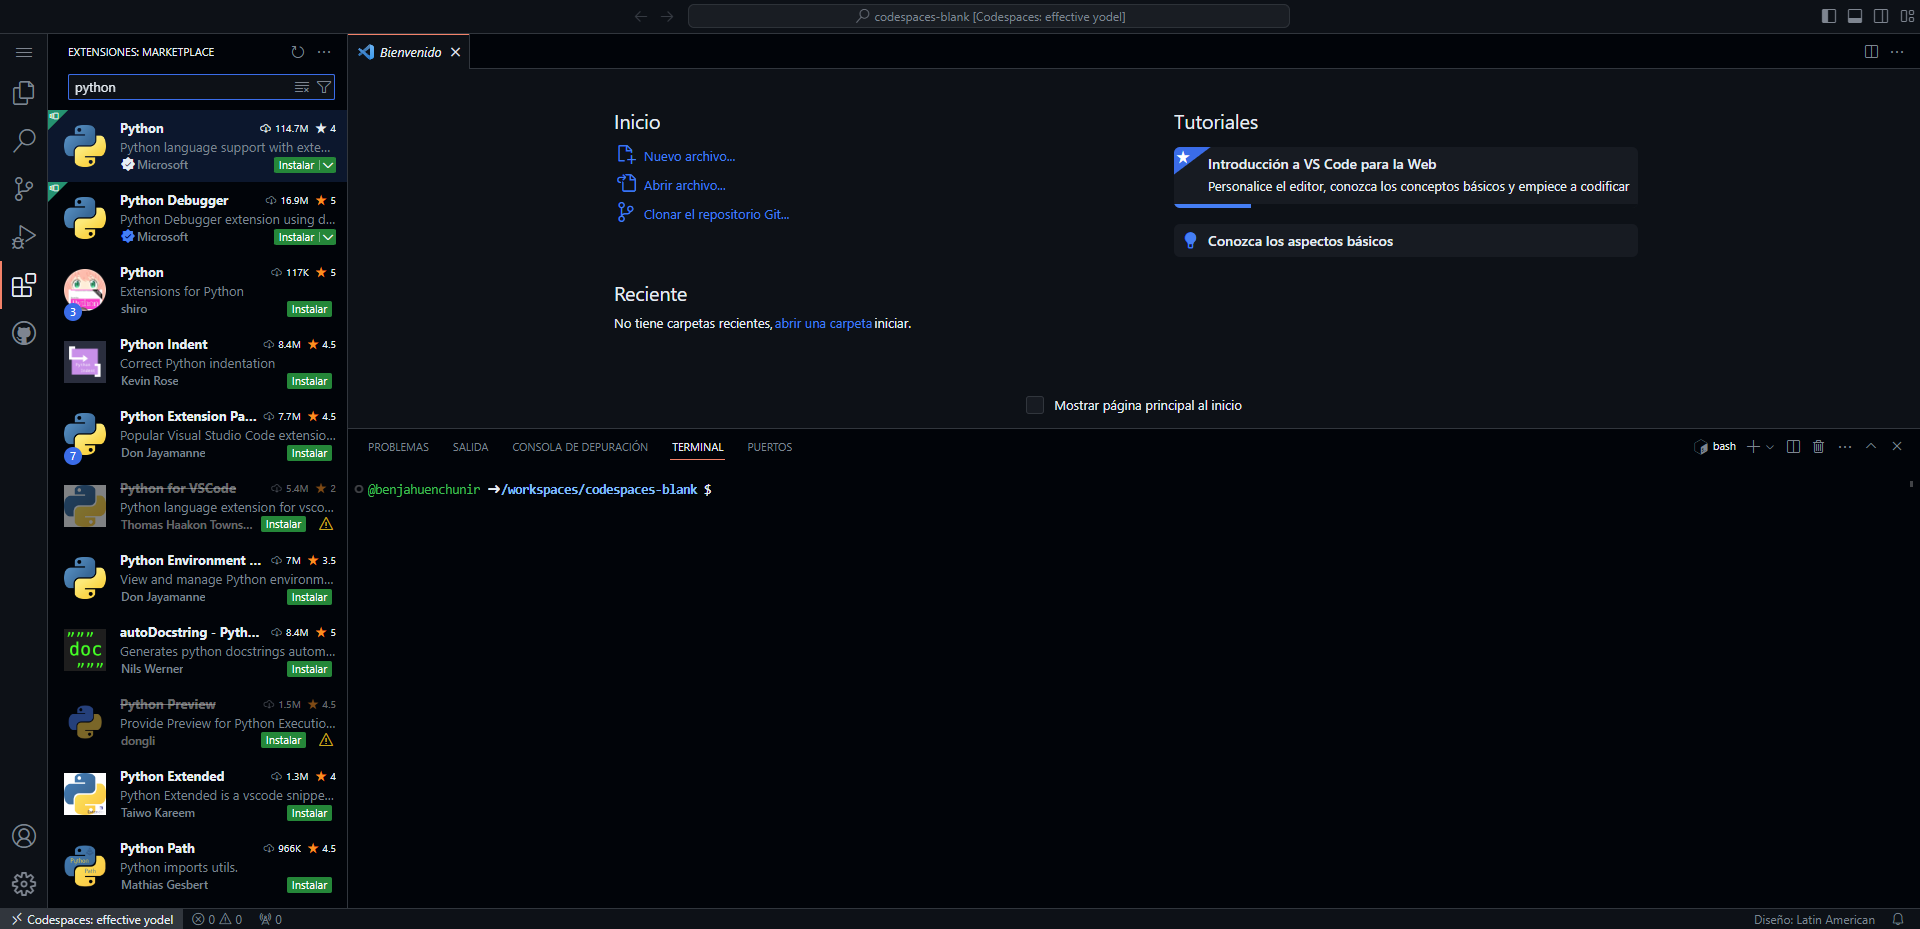 codespaces-blank [Codespaces: effective yodel]
EXTENSIONES: MARKETPLACE
python
Python 114.7M 4
Python language support with exte...
Microsoft Instalar
Python Debugger 16.9M 5
Python Debugger extension using d...
Microsoft Instalar
Python 117K 5
Extensions for Python
3 shiro Instalar
Python Indent 8.4M 4.5
Correct Python indentation
Kevin Rose Instalar
Python Extension Pa... 7.7M 4.5
Popular Visual Studio Code extensio...
7 Don Jayamanne Instalar
Python for VSCode 5.4M 2
Python language extension for vsco...
Thomas Haakon Towns... Instalar
Python Environment ... 7M 3.5
View and manage Python environm...
Don Jayamanne Instalar
autoDocstring - Pyth... 8.4M 5
""" doc """
Generates python docstrings autom...
Nils Werner Instalar
Python Preview 1.5M 4.5
Provide Preview for Python Executio...
dongli Instalar
Python Extended 1.3M 4
Python Extended is a vscode snippe...
Taiwo Kareem Instalar
Python Path 966K 4.5
Python imports utils.
Mathias Gesbert Instalar
Bienvenido
Inicio
Nuevo archivo...
Abrir archivo...
Clonar el repositorio Git...
Reciente
No tiene carpetas recientes, abrir una carpeta iniciar.
Tutoriales
Introducción a VS Code para la Web
Personalice el editor, conozca los conceptos básicos y empiece a codificar
Conozca los aspectos básicos
Mostrar página principal al inicio
PROBLEMAS SALIDA CONSOLA DE DEPURACIÓN TERMINAL PUERTOS
bash
@benjahuenchunir ➜/workspaces/codespaces-blank $
Codespaces: effective yodel 0 0 0
Diseño: Latin American